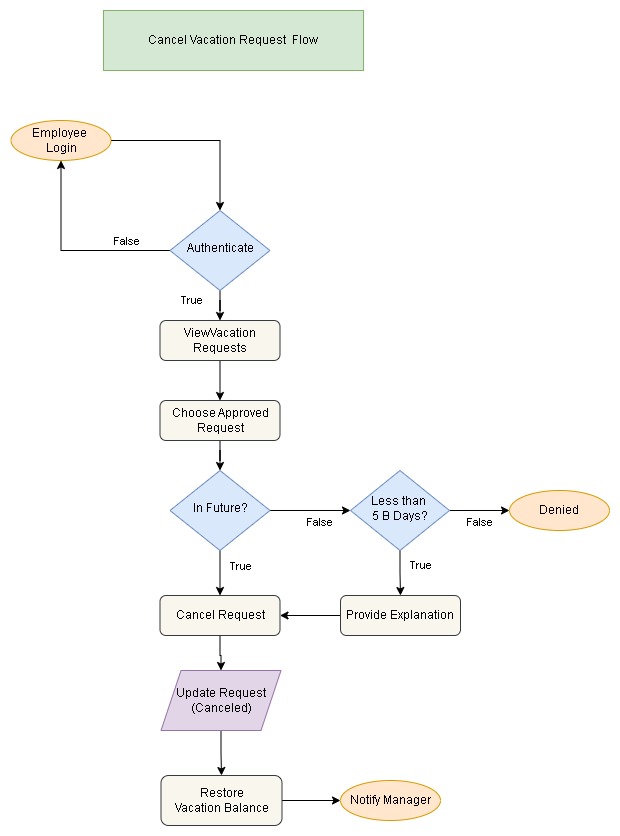 Cancel Vacation Request Flow
Employee
Login
False
Authenticate
True
ViewVacation
Requests
Choose Approved
Request
In Future?
False
Less than
5 B Days?
False
Denied
True
True
Cancel Request
Provide Explanation
Update Request
(Canceled)
Restore
Vacation Balance
Notify Manager